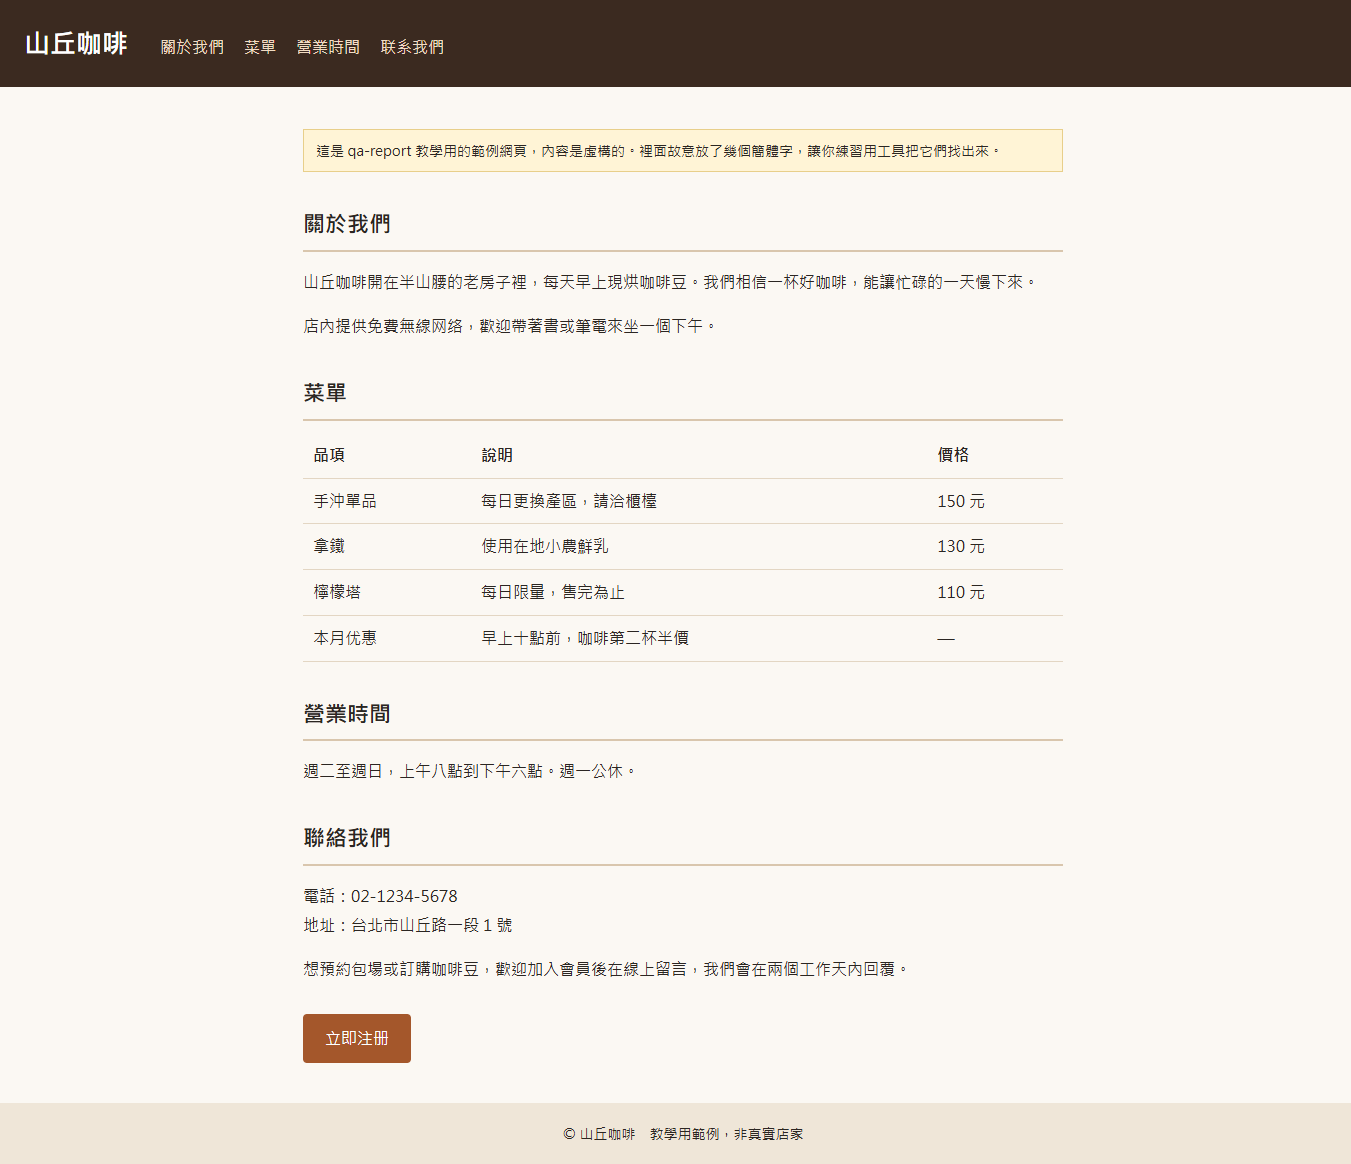 山丘咖啡
關於我們 菜單 營業時間 联系我們
這是 qa-report 教學用的範例網頁，內容是虛構的。裡面故意放了幾個簡體字，讓你練習用工具把它們找出來。
關於我們
山丘咖啡開在半山腰的老房子裡，每天早上現烘咖啡豆。我們相信一杯好咖啡，能讓忙碌的一天慢下來。
店內提供免費無線网络，歡迎帶著書或筆電來坐一個下午。
菜單
品項 說明 價格
手沖單品 每日更換產區，請洽櫃檯 150 元
拿鐵 使用在地小農鮮乳 130 元
檸檬塔 每日限量，售完為止 110 元
本月优惠 早上十點前，咖啡第二杯半價 —
營業時間
週二至週日，上午八點到下午六點。週一公休。
聯絡我們
電話：02-1234-5678
地址：台北市山丘路一段 1 號
想預約包場或訂購咖啡豆，歡迎加入會員後在線上留言，我們會在兩個工作天內回覆。
立即注册
© 山丘咖啡　教學用範例，非真實店家